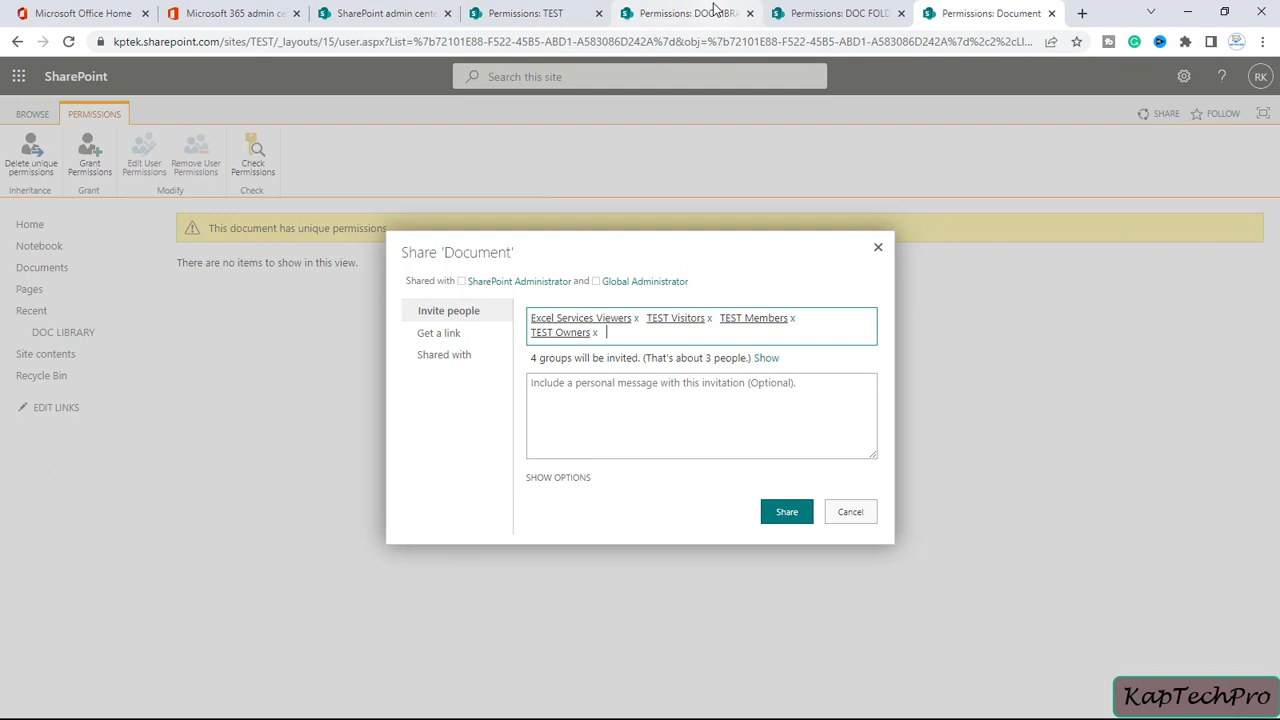 Microsoft Office Home
Microsoft 365 admin ce
SharePoint admin cente
Permissions: TEST
Permissions: DOC LIBRA
Permissions: DOC FOLD
Permissions: Document
kptek.sharepoint.com/sites/TEST/_layouts/15/user.aspx?List=%7b72101E88-F522-45B5-ABD1-A583086D2A%7d&obj=%7b72101E88-F522-45B5-ABD1-A583086D2A%7d%2c2%2cLI...
SharePoint
Search this site
RK
BROWSE
PERMISSIONS
SHARE
FOLLOW
Delete unique permissions
Grant Permissions
Edit User Permissions
Remove User Permissions
Check Permissions
Inheritance
Grant
Modify
Check
Home
Notebook
Documents
Pages
Recent
DOC LIBRARY
Site contents
Recycle Bin
EDIT LINKS
This document has unique permissions.
There are no items to show in this view.
Share 'Document'
Shared with SharePoint Administrator and Global Administrator
Invite people
Get a link
Shared with
Excel Services Viewers x TEST Visitors x TEST Members x
TEST Owners x
4 groups will be invited. (That's about 3 people.) Show
Include a personal message with this invitation (Optional).
SHOW OPTIONS
Share
Cancel
KapTechPro